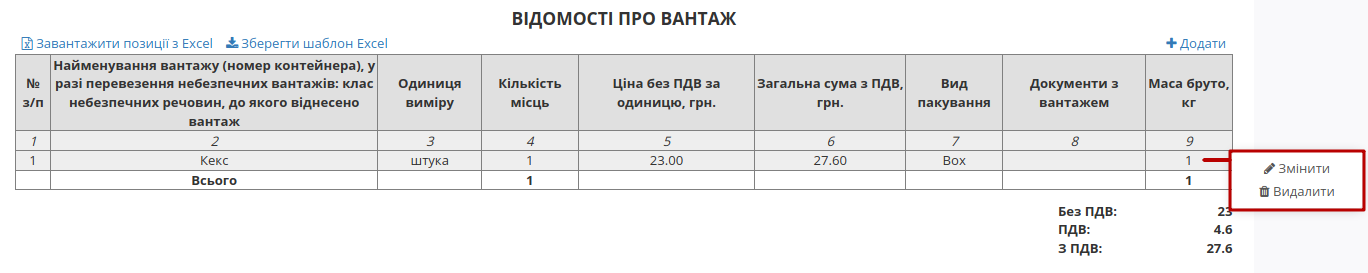 ВІДОМОСТІ ПРО ВАНТАЖ
Завантажити позиції з Excel Зберегти шаблон Excel Додати
№ з/п
Найменування вантажу (номер контейнера), у
разі перевезення небезпечних вантажів: клас
небезпечних речовин, до якого віднесено
вантаж
Одиниця
виміру
Кількість
місць
Ціна без ПДВ за
одиницю, грн.
Загальна сума з ПДВ,
грн.
Вид
пакування
Документи з
вантажем
Маса бруто,
кг
1 2 3 4 5 6 7 8 9
1 Кекс штука 1 23.00 27.60 Box 1
Всього 1 1
Змінити
Видалити
Без ПДВ: 23
ПДВ: 4.6
З ПДВ: 27.6